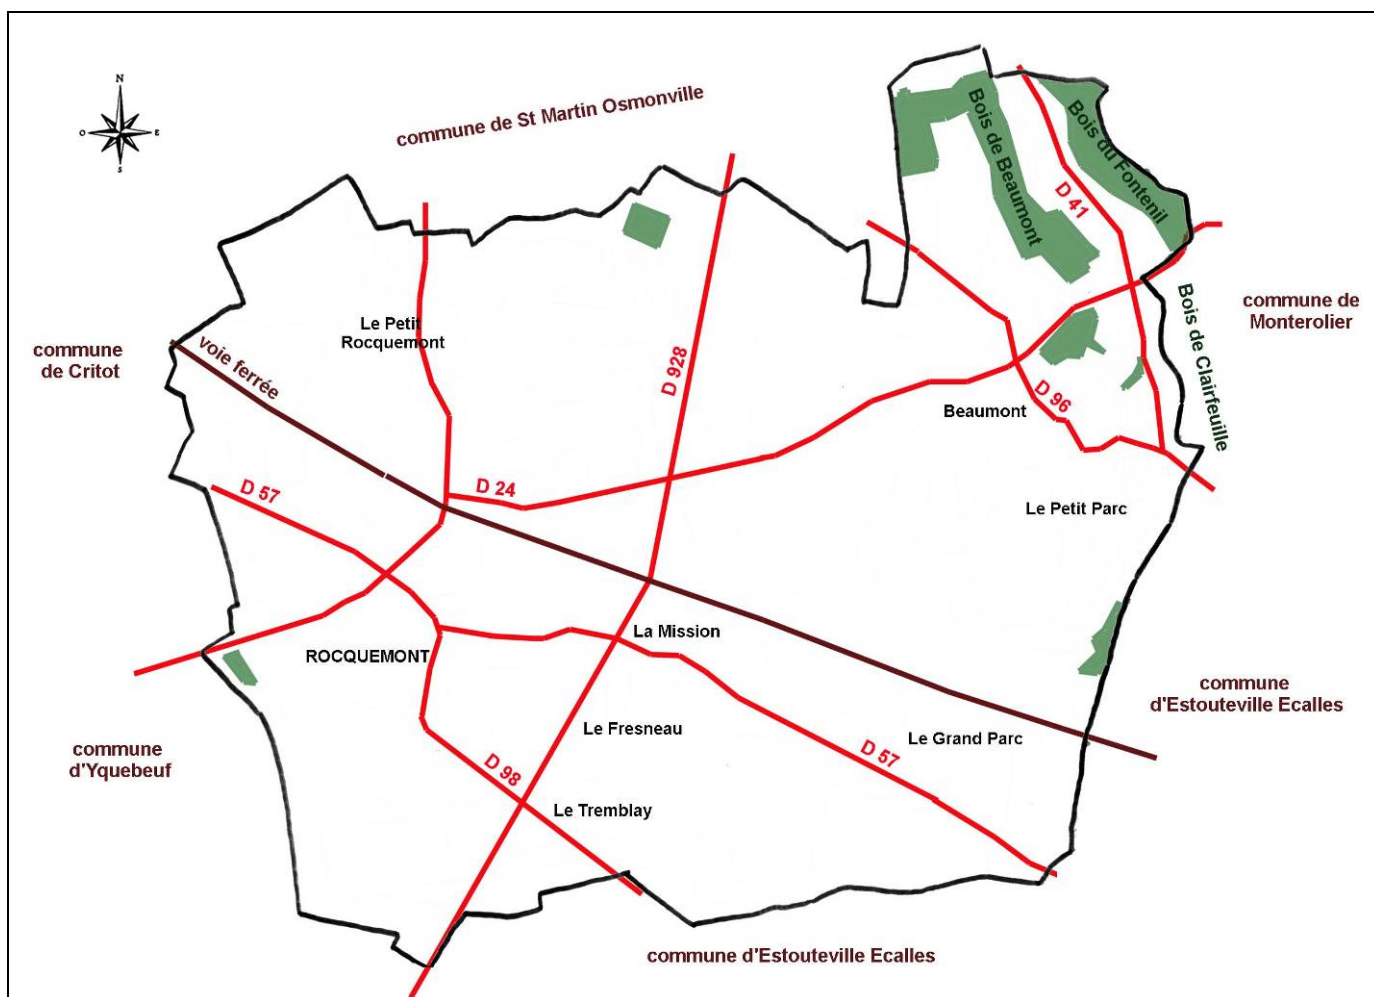 N
O
E
S
commune de St Martin Osmonville
Bois de Beaumont
Bois du Fontenil
D 41
Bois de Clairfeuille
commune de
Monterolier
Le Petit
Rocquemont
commune
de Critot
voie ferrée
D 928
Beaumont
D 96
D 57
D 24
Le Petit Parc
La Mission
ROCQUEMONT
commune
d'Estouteville Ecalles
Le Fresneau
Le Grand Parc
D 57
commune
d'Yquebeuf
D 98
Le Tremblay
commune d'Estouteville Ecalles